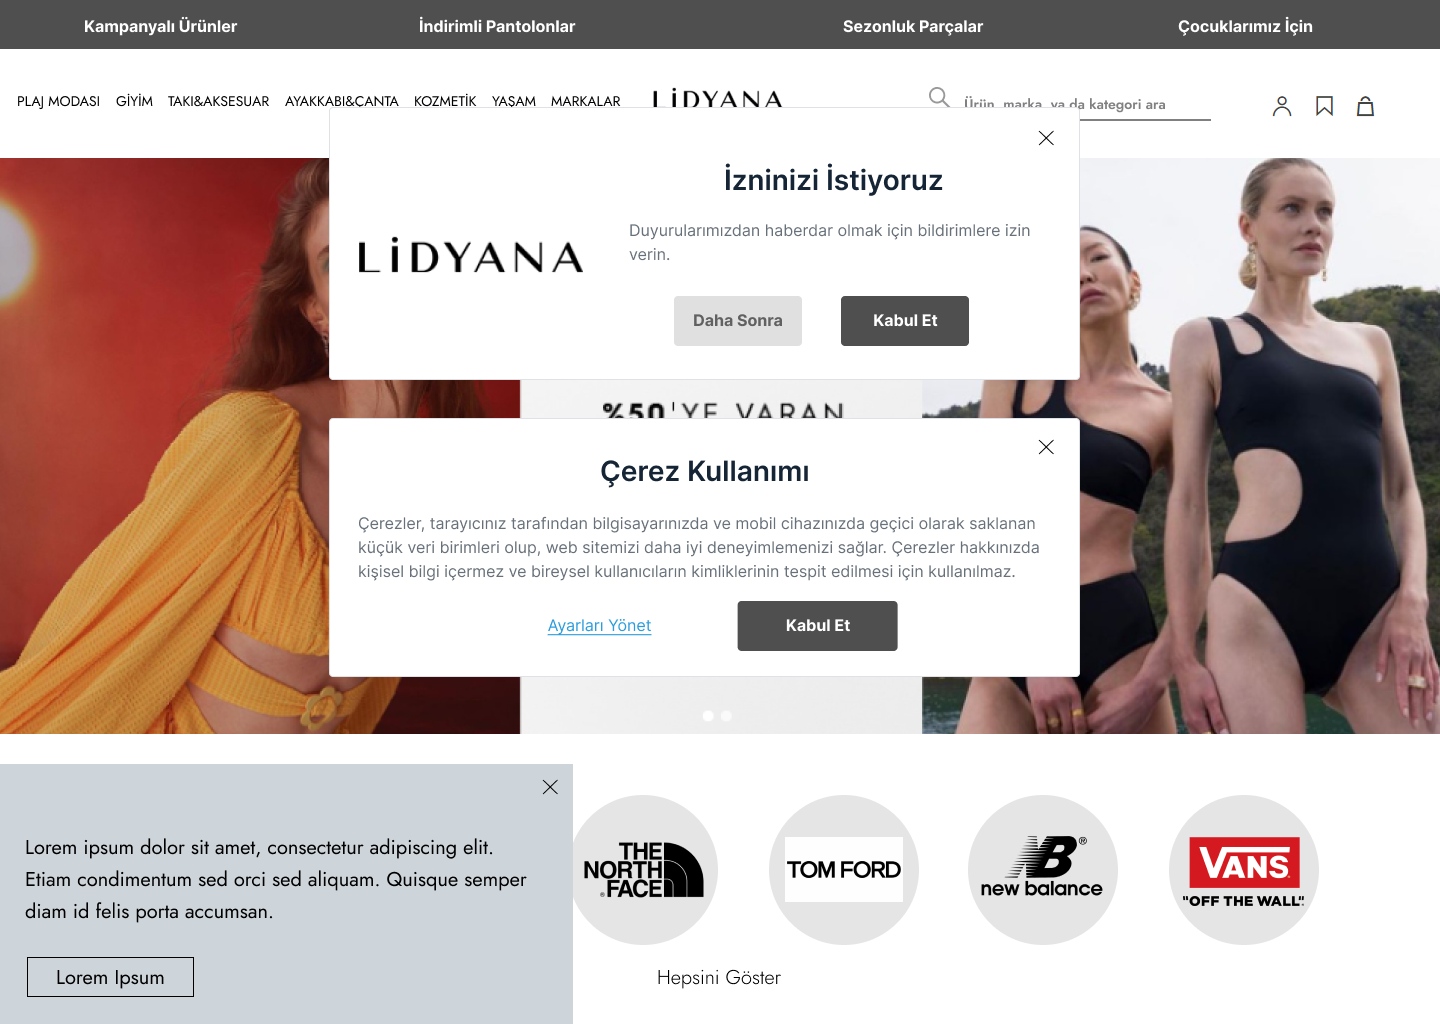 Kampanyalı Ürünler
İndirimli Pantolonlar
Sezonluk Parçalar
Çocuklarımız İçin
PLAJ MODASI GİYİM TAKI&AKSESUAR AYAKKABI&ÇANTA KOZMETİK YAŞAM MARKALAR
LİDYANA
Ürün, marka, ya da kategori ara
İzninizi İstiyoruz
LİDYANA
Duyurularımızdan haberdar olmak için bildirimlere izin
verin.
Daha Sonra
Kabul Et
%50'YE VARAN
Çerez Kullanımı
Çerezler, tarayıcınız tarafından bilgisayarınızda ve mobil cihazınızda geçici olarak saklanan
küçük veri birimleri olup, web sitemizi daha iyi deneyimlemenizi sağlar. Çerezler hakkınızda
kişisel bilgi içermez ve bireysel kullanıcıların kimliklerinin tespit edilmesi için kullanılmaz.
Ayarları Yönet
Kabul Et
Lorem ipsum dolor sit amet, consectetur adipiscing elit.
Etiam condimentum sed orci sed aliquam. Quisque semper
diam id felis porta accumsan.
Lorem Ipsum
THE
NORTH
FACE
TOM FORD
NB®
new balance
VANS
"OFF THE WALL"
Hepsini Göster